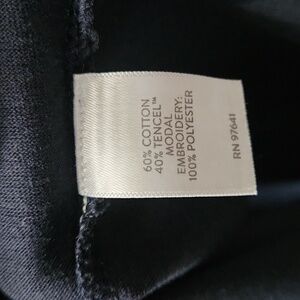 60% COTTON
40% TENCEL™
MODAL
EMBROIDERY:
100% POLYESTER
RN 97641